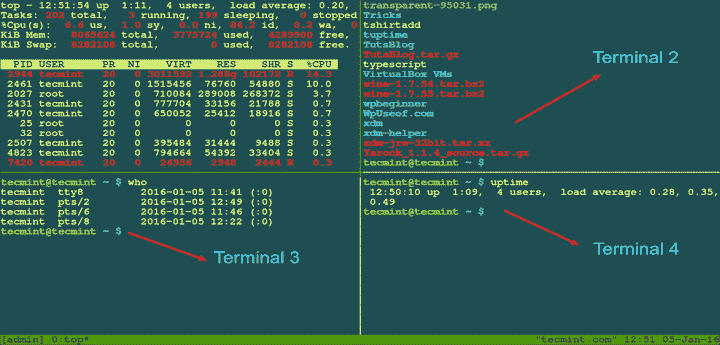 top - 12:51:54 up 1:11, 4 users, load average: 0.20,
Tasks: 202 total, 3 running, 199 sleeping, 0 stopped
%Cpu(s): 6.6 us, 1.0 sy, 0.0 ni, 84.2 id, 8.2 wa, 0
KiB Mem: 8065624 total, 3775724 used, 4289900 free,
KiB Swap: 8282108 total, 0 used, 8282108 free.
PID USER PR NI VIRT RES SHR S %CPU
2944 tecmint 20 0 3011592 1.288g 102172 R 14.3
2461 tecmint 20 0 1515456 76760 54880 S 10.0
2027 root 20 0 710084 289008 268372 S 3.7
2431 tecmint 20 0 777704 33156 21788 S 0.7
2470 tecmint 20 0 650052 25412 18916 S 0.7
25 root 20 0 0 0 0 S 0.3
32 root 20 0 0 0 0 S 0.3
2507 tecmint 20 0 395484 31444 9488 S 0.3
4823 tecmint 20 0 794664 54392 33404 S 0.3
7420 tecmint 20 0 24956 2948 2444 R 0.3
transparent-95031.png
Tricks
tuptime
TutsBlog
TutsBlog.tar.gz
typescript
VirtualBox VMs
wine-1.7.54.tar.bz2
wine-1.7.55.tar.bz2
wpbeginner
WpUseof.com
xdm
tshirtadd
xdm-helper
xdm-jre-32bit.tar.xz
Yarock_1.1.4_source.tar.gz
tecmint@tecmint ~ $
Terminal 2
tecmint@tecmint ~ $ who
tecmint tty8 2016-01-05 11:41 (:0)
tecmint pts/2 2016-01-05 12:49 (:0)
tecmint pts/6 2016-01-05 11:46 (:0)
tecmint pts/8 2016-01-05 12:22 (:0)
tecmint@tecmint ~ $
Terminal 3
tecmint@tecmint ~ $ uptime
12:50:10 up 1:09, 4 users, load average: 0.28, 0.35,
0.49
tecmint@tecmint ~ $
Terminal 4
[admin] 0:top* "tecmint.com" 12:51 05-Jan-16